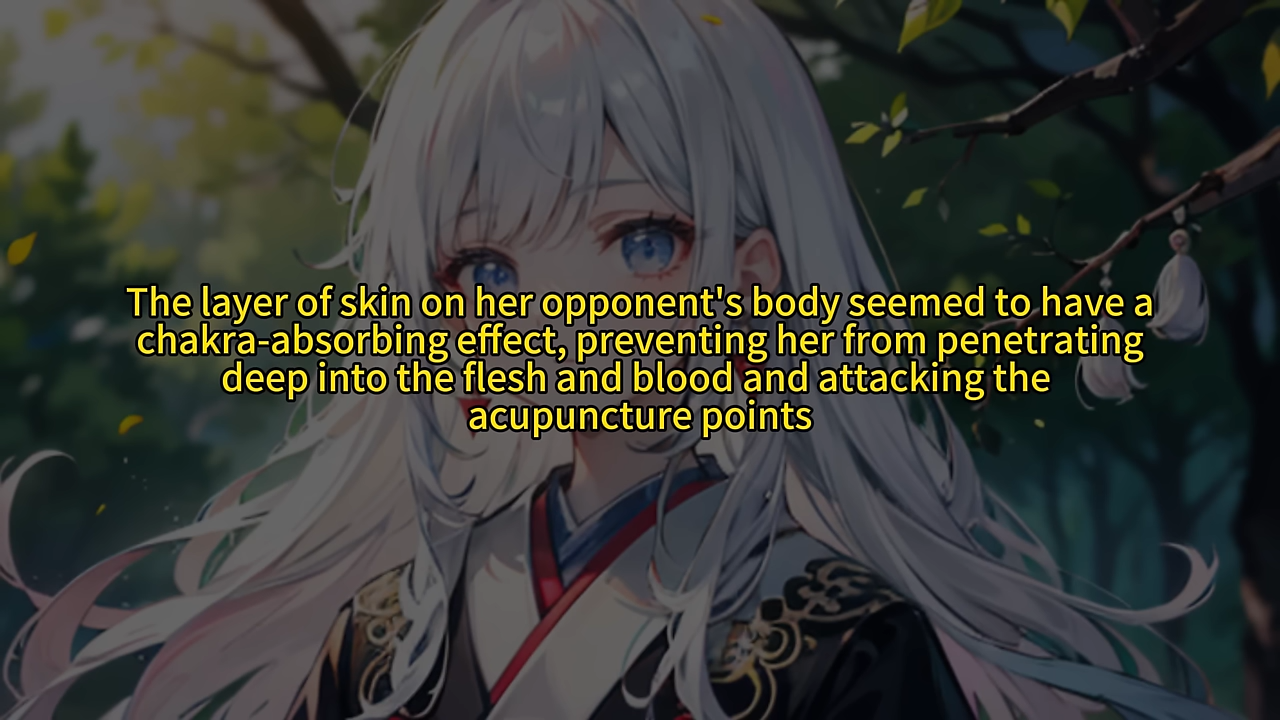 The layer of skin on her opponent's body seemed to have a
chakra-absorbing effect, preventing her from penetrating
deep into the flesh and blood and attacking the
acupuncture points